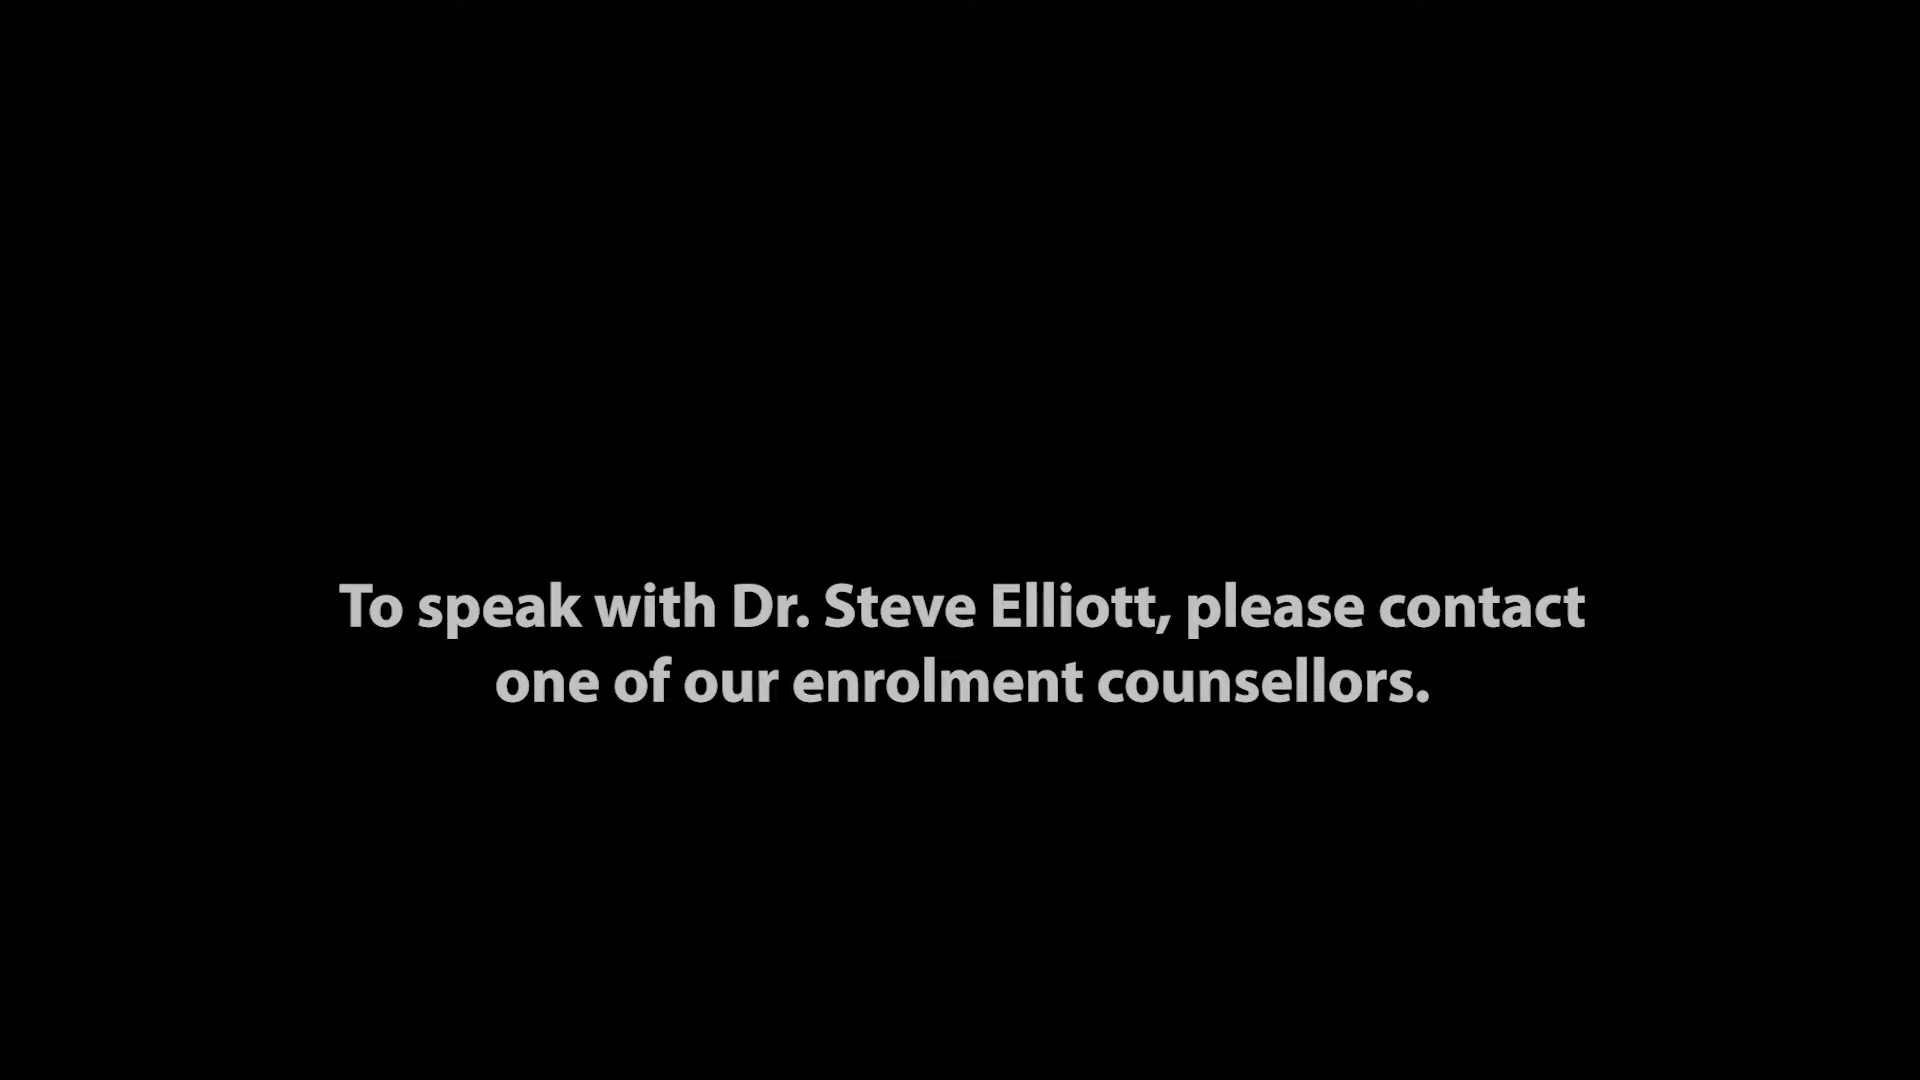 To speak with Dr. Steve Elliott, please contact
one of our enrolment counsellors.